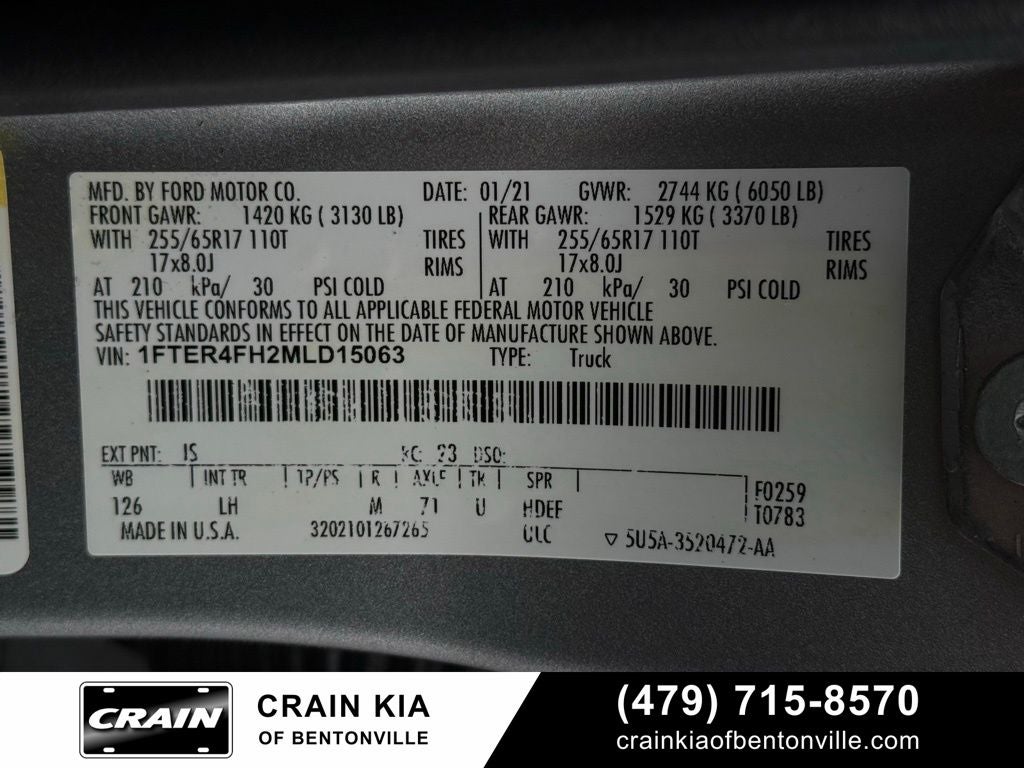 MFD. BY FORD MOTOR CO. DATE: 01/21 GVWR: 2744 KG ( 6050 LB)
FRONT GAWR: 1420 KG ( 3130 LB) REAR GAWR: 1529 KG ( 3370 LB)
WITH 255/65R17 110T TIRES WITH 255/65R17 110T TIRES
17x8.0J RIMS 17x8.0J RIMS
AT 210 kPa/ 30 PSI COLD AT 210 kPa/ 30 PSI COLD
THIS VEHICLE CONFORMS TO ALL APPLICABLE FEDERAL MOTOR VEHICLE
SAFETY STANDARDS IN EFFECT ON THE DATE OF MANUFACTURE SHOWN ABOVE.
VIN: 1FTER4FH2MLD15063 TYPE: Truck
EXT PNT: JS DSO:
WB INT TR TP/PS R AXLE TR SPR
126 LH M 71 U F0259
T0783
MADE IN U.S.A. 3202101267265 5U5A-3520472-AA
CRAIN
CRAIN KIA
OF BENTONVILLE
(479) 715-8570
crainkiaofbentonville.com